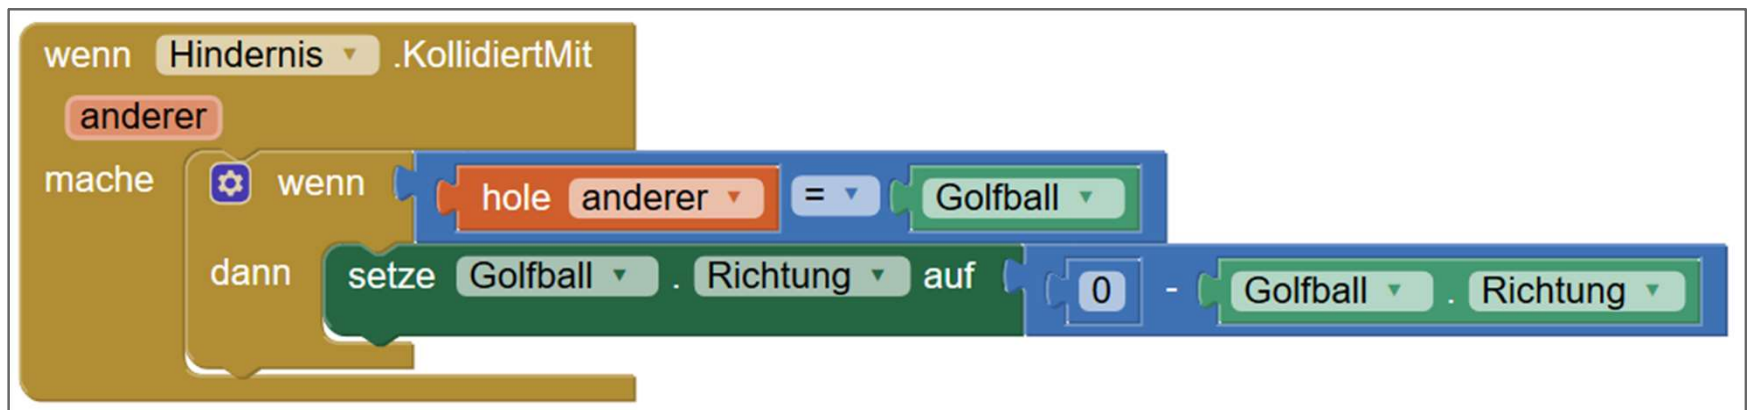 wenn Hindernis .KollidiertMit
anderer
mache wenn hole anderer = Golfball
dann setze Golfball . Richtung auf 0 - Golfball . Richtung